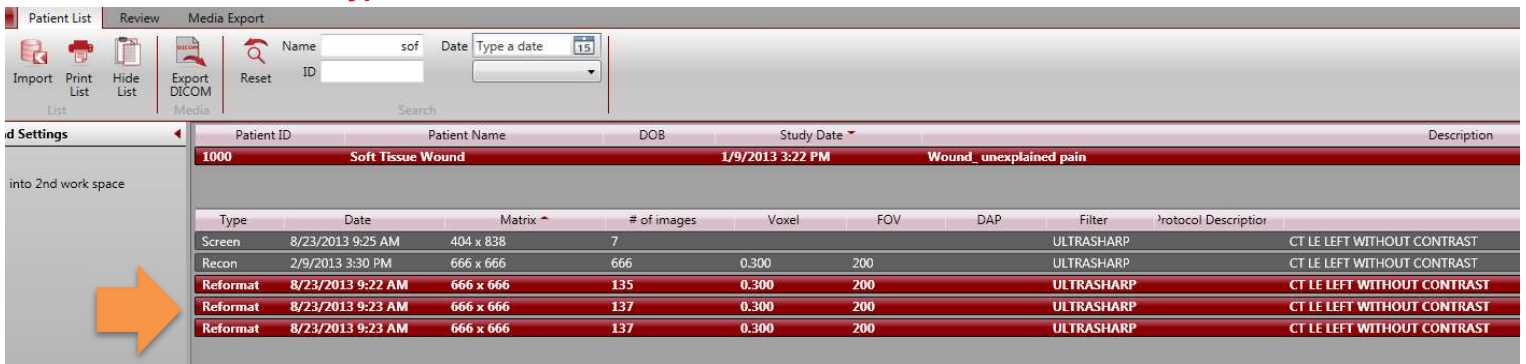 Patient List Review Media Export
Import Print List Hide List Export DICOM Reset Name sof Date Type a date 15
ID
List Media Search
d Settings Patient ID Patient Name DOB Study Date Description
1000 Soft Tissue Wound 1/9/2013 3:22 PM Wound_ unexplained pain
into 2nd work space
Type Date Matrix # of images Voxel FOV DAP Filter Protocol Description
Screen 8/23/2013 9:25 AM 404 x 838 7 ULTRASHARP CT LE LEFT WITHOUT CONTRAST
Recon 2/9/2013 3:30 PM 666 x 666 666 0.300 200 ULTRASHARP CT LE LEFT WITHOUT CONTRAST
Reformat 8/23/2013 9:22 AM 666 x 666 135 0.300 200 ULTRASHARP CT LE LEFT WITHOUT CONTRAST
Reformat 8/23/2013 9:23 AM 666 x 666 137 0.300 200 ULTRASHARP CT LE LEFT WITHOUT CONTRAST
Reformat 8/23/2013 9:23 AM 666 x 666 137 0.300 200 ULTRASHARP CT LE LEFT WITHOUT CONTRAST